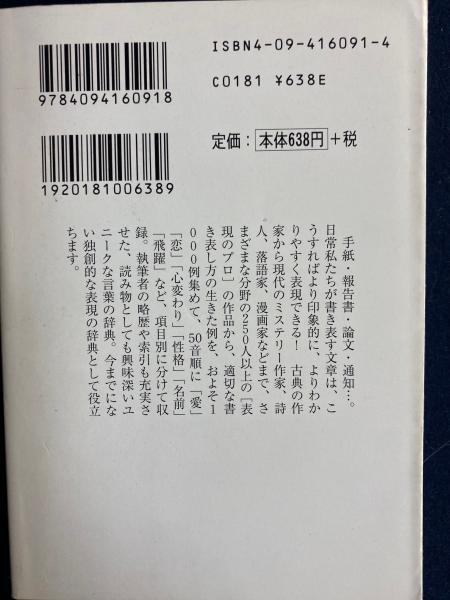 ISBN4-09-416091-4
9784094160918
C0181 ¥638E
定価：本体638円+税
1920181006389
手紙・報告書・論文・通知…。
日常私たちが書き表す文章は、こ
うすればより印象的に、よりわか
りやすく表現できる! 古典の作
家から現代のミステリー作家、詩
人、落語家、漫画家などまで、さ
まざまな分野の250人以上の［表
現のプロ］の作品から、適切な書
き表し方の生きた例を、およそ1
000例集めて、50音順に「愛」
「恋」「心変わり」「性格」「名前」
「飛躍」など、項目別に分けて収
録。執筆者の略歴や索引も充実さ
せた、読み物としても興味深いユ
ニークな言葉の辞典。今までにな
い独創的な表現の辞典として役立
ちます。